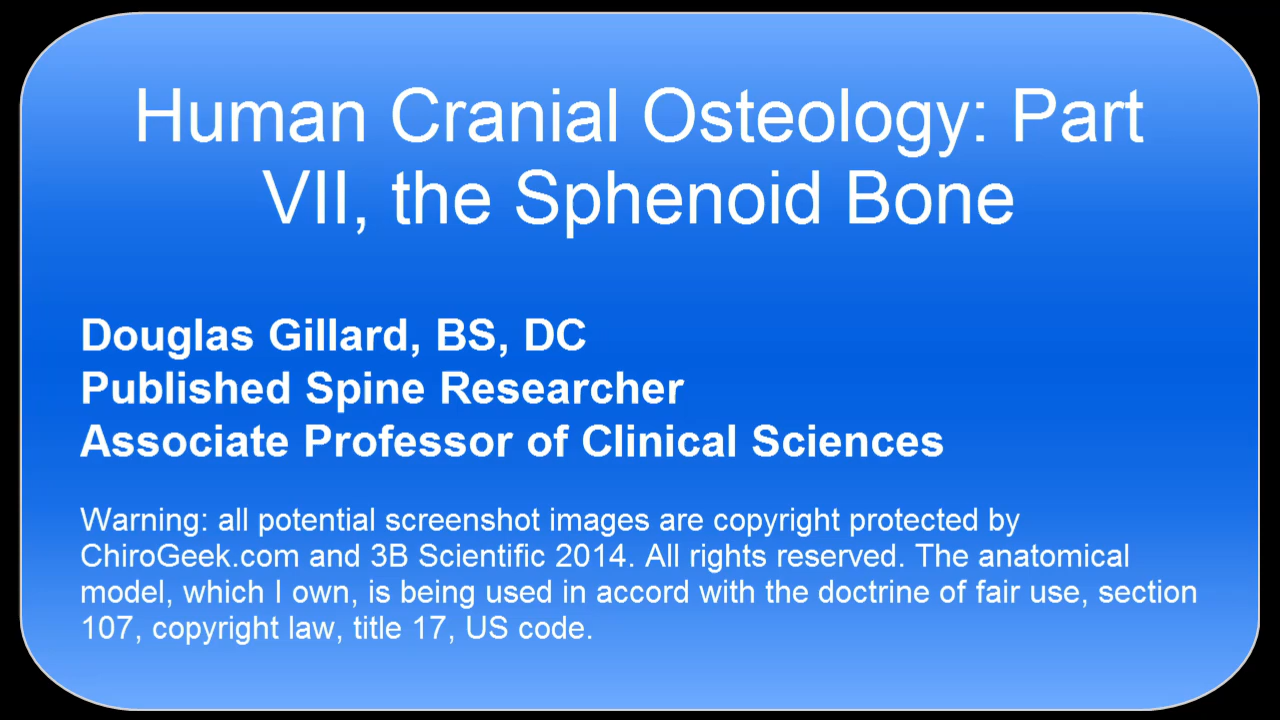 Human Cranial Osteology: Part
VII, the Sphenoid Bone
Douglas Gillard, BS, DC
Published Spine Researcher
Associate Professor of Clinical Sciences
Warning: all potential screenshot images are copyright protected by
ChiroGeek.com and 3B Scientific 2014. All rights reserved. The anatomical
model, which I own, is being used in accord with the doctrine of fair use, section
107, copyright law, title 17, US code.